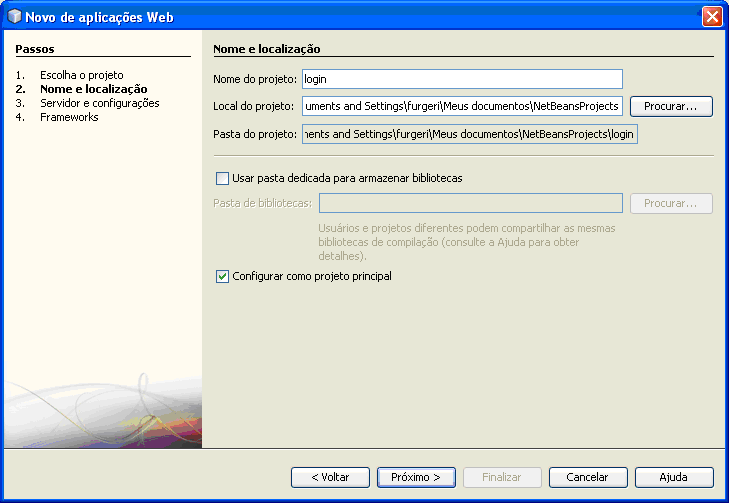 Novo de aplicações Web
Passos
1. Escolha o projeto
2. Nome e localização
3. Servidor e configurações
4. Frameworks
Nome e localização
Nome do projeto: login
Local do projeto: uments and Settings\furgeri\Meus documentos\NetBeansProjects Procurar...
Pasta do projeto: ments and Settings\furgeri\Meus documentos\NetBeansProjects\login
Usar pasta dedicada para armazenar bibliotecas
Pasta de bibliotecas: Procurar...
Usuários e projetos diferentes podem compartilhar as mesmas
bibliotecas de compilação (consulte a Ajuda para obter
detalhes).
Configurar como projeto principal
< Voltar Próximo > Finalizar Cancelar Ajuda